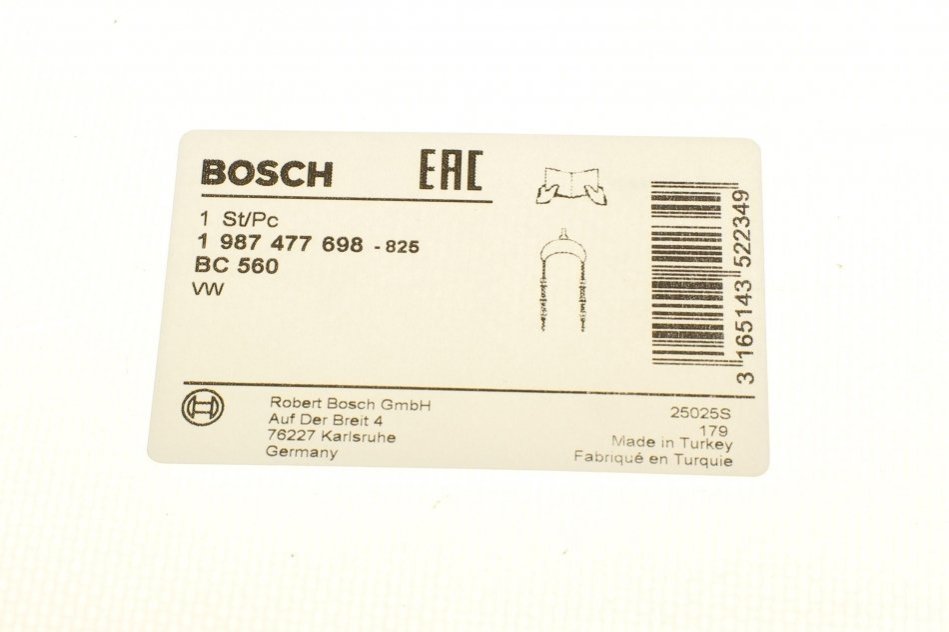 BOSCH
EAC
1 St/Pc
1 987 477 698 - 825
BC 560
VW
3 165143 522349
Robert Bosch GmbH
Auf Der Breit 4
76227 Karlsruhe
Germany
25025S
179
Made in Turkey
Fabriqué en Turquie